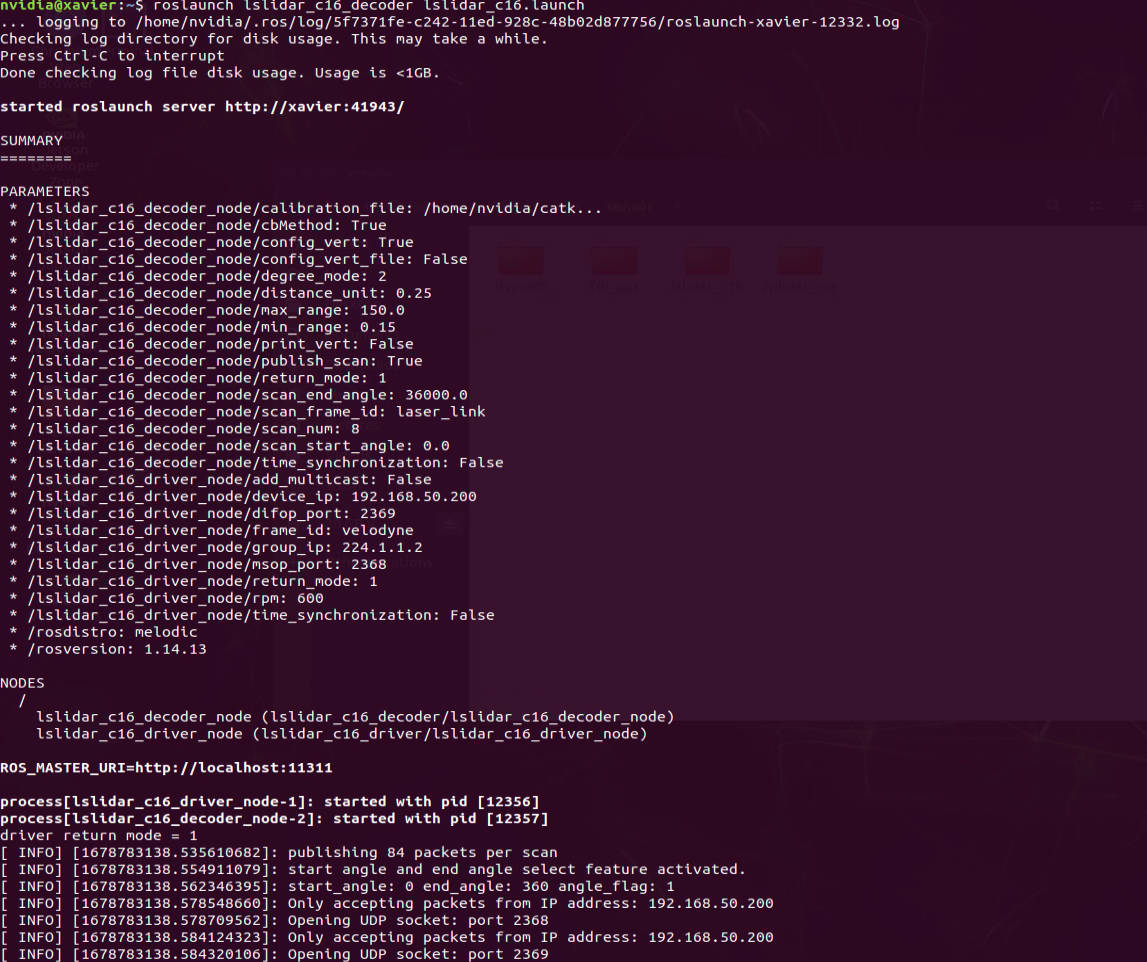 nvidia@xavier:~$ roslaunch lslidar_c16_decoder lslidar_c16.launch
... logging to /home/nvidia/.ros/log/5f7371fe-c242-11ed-928c-48b02d877756/roslaunch-xavier-12332.log
Checking log directory for disk usage. This may take a while.
Press Ctrl-C to interrupt
Done checking log file disk usage. Usage is <1GB.

started roslaunch server http://xavier:41943/

SUMMARY
========

PARAMETERS
 * /lslidar_c16_decoder_node/calibration_file: /home/nvidia/catk...
 * /lslidar_c16_decoder_node/cbMethod: True
 * /lslidar_c16_decoder_node/config_vert: True
 * /lslidar_c16_decoder_node/config_vert_file: False
 * /lslidar_c16_decoder_node/degree_mode: 2
 * /lslidar_c16_decoder_node/distance_unit: 0.25
 * /lslidar_c16_decoder_node/max_range: 150.0
 * /lslidar_c16_decoder_node/min_range: 0.15
 * /lslidar_c16_decoder_node/print_vert: False
 * /lslidar_c16_decoder_node/publish_scan: True
 * /lslidar_c16_decoder_node/return_mode: 1
 * /lslidar_c16_decoder_node/scan_end_angle: 36000.0
 * /lslidar_c16_decoder_node/scan_frame_id: laser_link
 * /lslidar_c16_decoder_node/scan_num: 8
 * /lslidar_c16_decoder_node/scan_start_angle: 0.0
 * /lslidar_c16_decoder_node/time_synchronization: False
 * /lslidar_c16_driver_node/add_multicast: False
 * /lslidar_c16_driver_node/device_ip: 192.168.50.200
 * /lslidar_c16_driver_node/difop_port: 2369
 * /lslidar_c16_driver_node/frame_id: velodyne
 * /lslidar_c16_driver_node/group_ip: 224.1.1.2
 * /lslidar_c16_driver_node/msop_port: 2368
 * /lslidar_c16_driver_node/return_mode: 1
 * /lslidar_c16_driver_node/rpm: 600
 * /lslidar_c16_driver_node/time_synchronization: False
 * /rosdistro: melodic
 * /rosversion: 1.14.13

NODES
  /
    lslidar_c16_decoder_node (lslidar_c16_decoder/lslidar_c16_decoder_node)
    lslidar_c16_driver_node (lslidar_c16_driver/lslidar_c16_driver_node)

ROS_MASTER_URI=http://localhost:11311

process[lslidar_c16_driver_node-1]: started with pid [12356]
process[lslidar_c16_decoder_node-2]: started with pid [12357]
driver return mode = 1
[ INFO] [1678783138.535610682]: publishing 84 packets per scan
[ INFO] [1678783138.554911079]: start angle and end angle select feature activated.
[ INFO] [1678783138.562346395]: start_angle: 0 end_angle: 360 angle_flag: 1
[ INFO] [1678783138.578548660]: Only accepting packets from IP address: 192.168.50.200
[ INFO] [1678783138.578709562]: Opening UDP socket: port 2368
[ INFO] [1678783138.584124323]: Only accepting packets from IP address: 192.168.50.200
[ INFO] [1678783138.584320106]: Opening UDP socket: port 2369